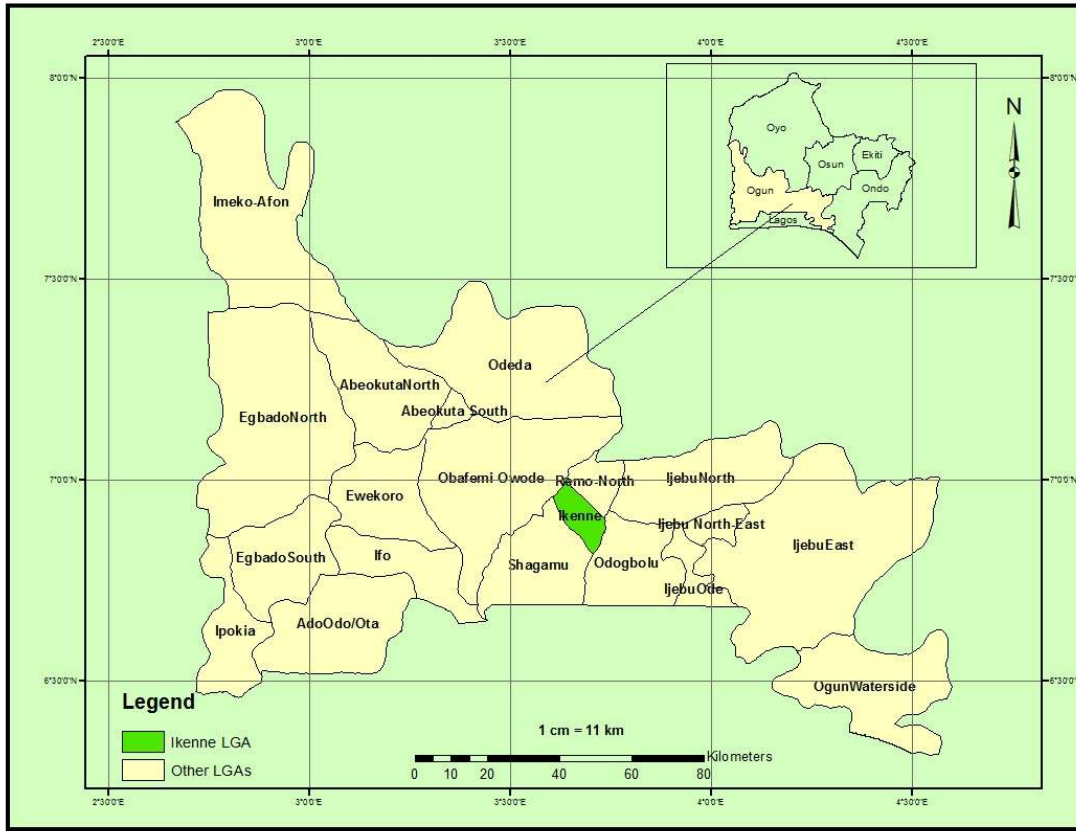 2°30'0"E 3°0'0"E 3°30'0"E 4°0'0"E 4°30'0"E
8°0'0"N 8°0'0"N
N
Oyo
Osun
Ekiti
Ogun
Ondo
Lagos
Imeko-Afon
7°30'0"N 7°30'0"N
Odeda
AbeokutaNorth
Abeokuta South
EgbadoNorth
Obafemi Owode
Remo-North
IjebuNorth
7°0'0"N 7°0'0"N
Ewekoro
Ikenne
Ijebu North-East
IjebuEast
EgbadoSouth
Ifo
Shagamu
Odogbolu
IjebuOde
Ipokia
AdoOdo/Ota
6°30'0"N 6°30'0"N
OgunWaterside
Legend
Ikenne LGA
Other LGAs
1 cm = 11 km
Kilometers
0 10 20 40 60 80
2°30'0"E 3°0'0"E 3°30'0"E 4°0'0"E 4°30'0"E